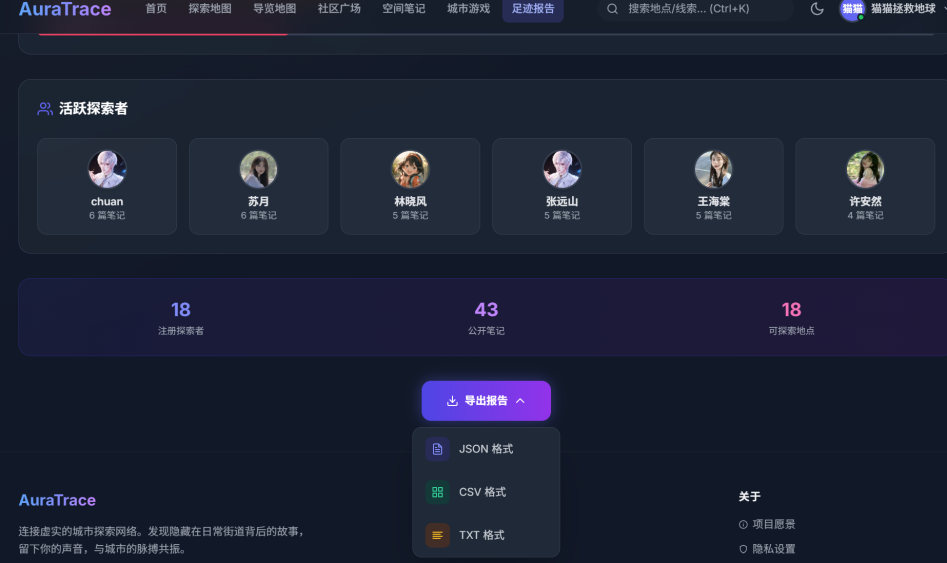 AuraTrace 首页 探索地图 导览地图 社区广场 空间笔记 城市游戏 足迹报告 搜索地点/线索... (Ctrl+K) 猫猫 猫猫拯救地球
活跃探索者
chuan 苏月 林晓风 张远山 王海棠 许安然
6 篇笔记 6 篇笔记 5 篇笔记 5 篇笔记 5 篇笔记 4 篇笔记
18 43 18
注册探索者 公开笔记 可探索地点
导出报告
JSON 格式
CSV 格式
TXT 格式
AuraTrace
连接虚实的城市探索网络。发现隐藏在日常街道背后的故事，
留下你的声音，与城市的脉搏共振。
关于
项目愿景
隐私设置